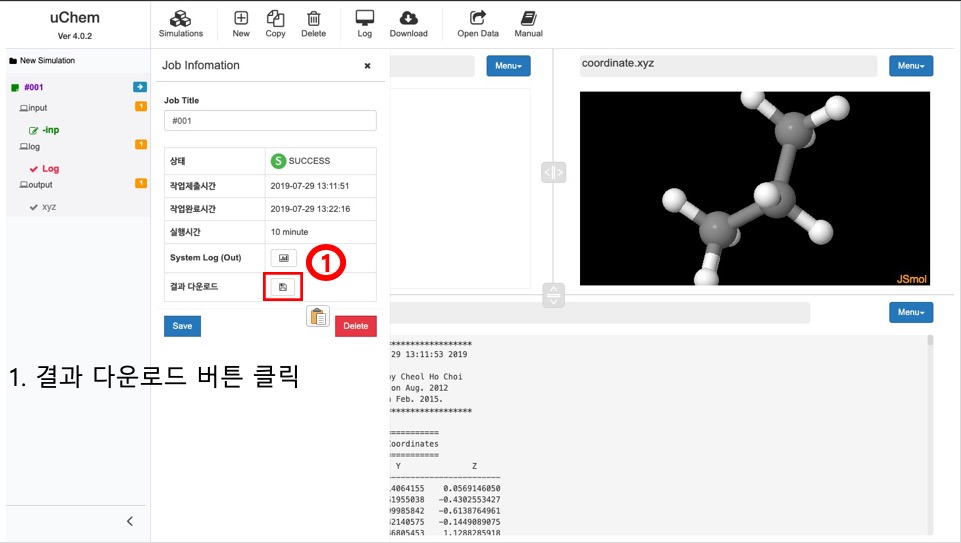 uChem
Ver 4.0.2
Simulations
New
Copy
Delete
Log
Download
Open Data
Manual
New Simulation
#001
input
1
-inp
log
1
Log
output
1
xyz
Job Infomation
Job Title
#001
상태
S SUCCESS
작업제출시간
2019-07-29 13:11:51
작업완료시간
2019-07-29 13:22:16
실행시간
10 minute
System Log (Out)
1
결과 다운로드
Save
Delete
1. 결과 다운로드 버튼 클릭
Menu
coordinate.xyz
Menu
JSmol
Menu
*******************
29 13:11:53 2019
by Cheol Ho Choi
on Aug. 2012
Feb. 2015.
*******************
===========
Coordinates
===========
Y Z
-----------------------
14064155 0.0569146050
51955038 -0.4302553427
09985842 -0.6138764961
42140575 -0.1449089075
46805453 1.1288285918